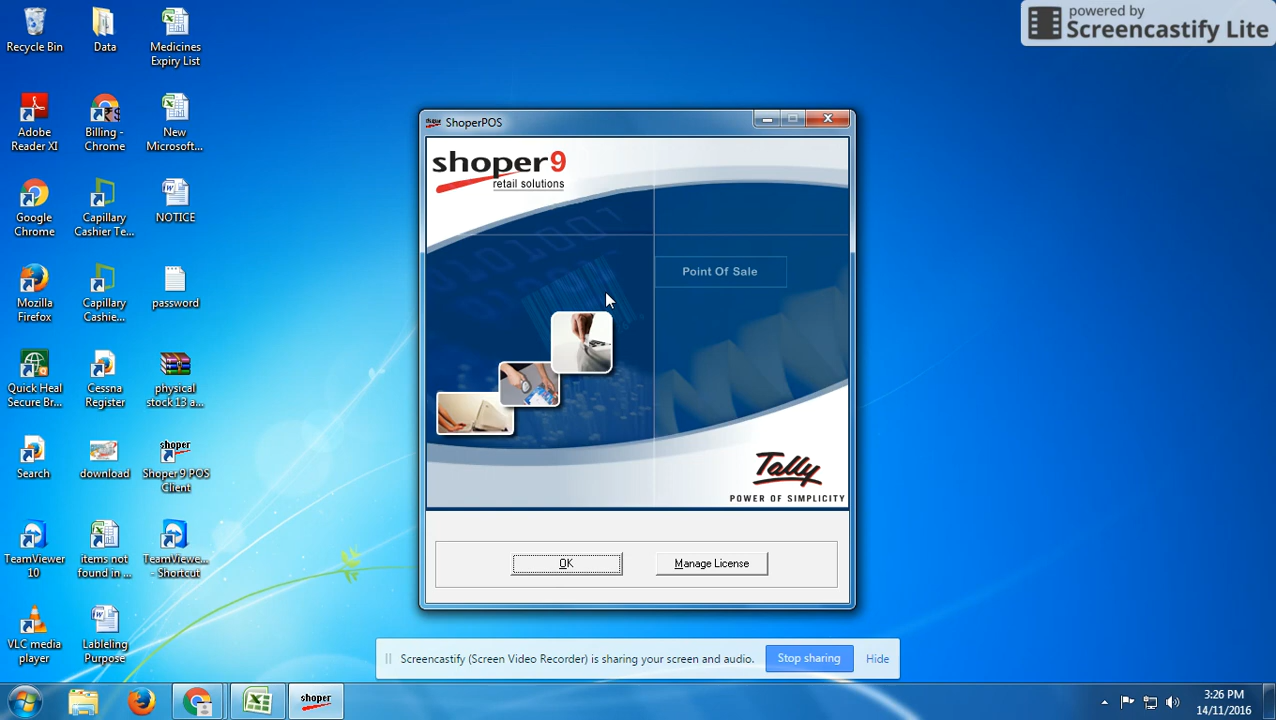 powered by
Screencastify Lite
Recycle Bin
Data
Medicines
Expiry List
Adobe
Reader XI
Billing -
Chrome
New
Microsoft...
Google
Chrome
Capillary
Cashier Te...
NOTICE
Mozilla
Firefox
Capillary
Cashie...
password
Quick Heal
Secure Br...
Cessna
Register
physical
stock 13 a...
Search
download
shoper
Shoper 9 POS
Client
TeamViewer
10
items not
found in ...
TeamViewe...
- Shortcut
VLC media
player
Lableling
Purpose
ShoperPOS
shoper9
retail solutions
Point Of Sale
Tally
POWER OF SIMPLICITY
OK
Manage License
Screencastify (Screen Video Recorder) is sharing your screen and audio.
Stop sharing
Hide
shoper
3:26 PM
14/11/2016